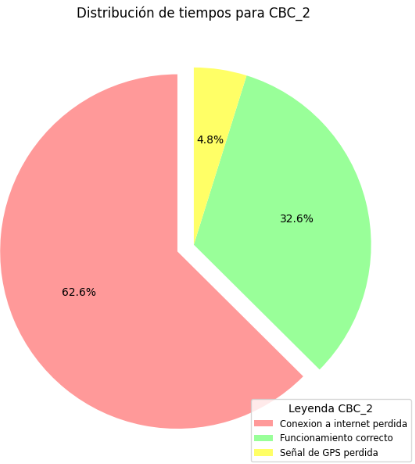 Distribución de tiempos para CBC_2
4.8%
32.6%
62.6%
Leyenda CBC_2
Conexion a internet perdida
Funcionamiento correcto
Señal de GPS perdida